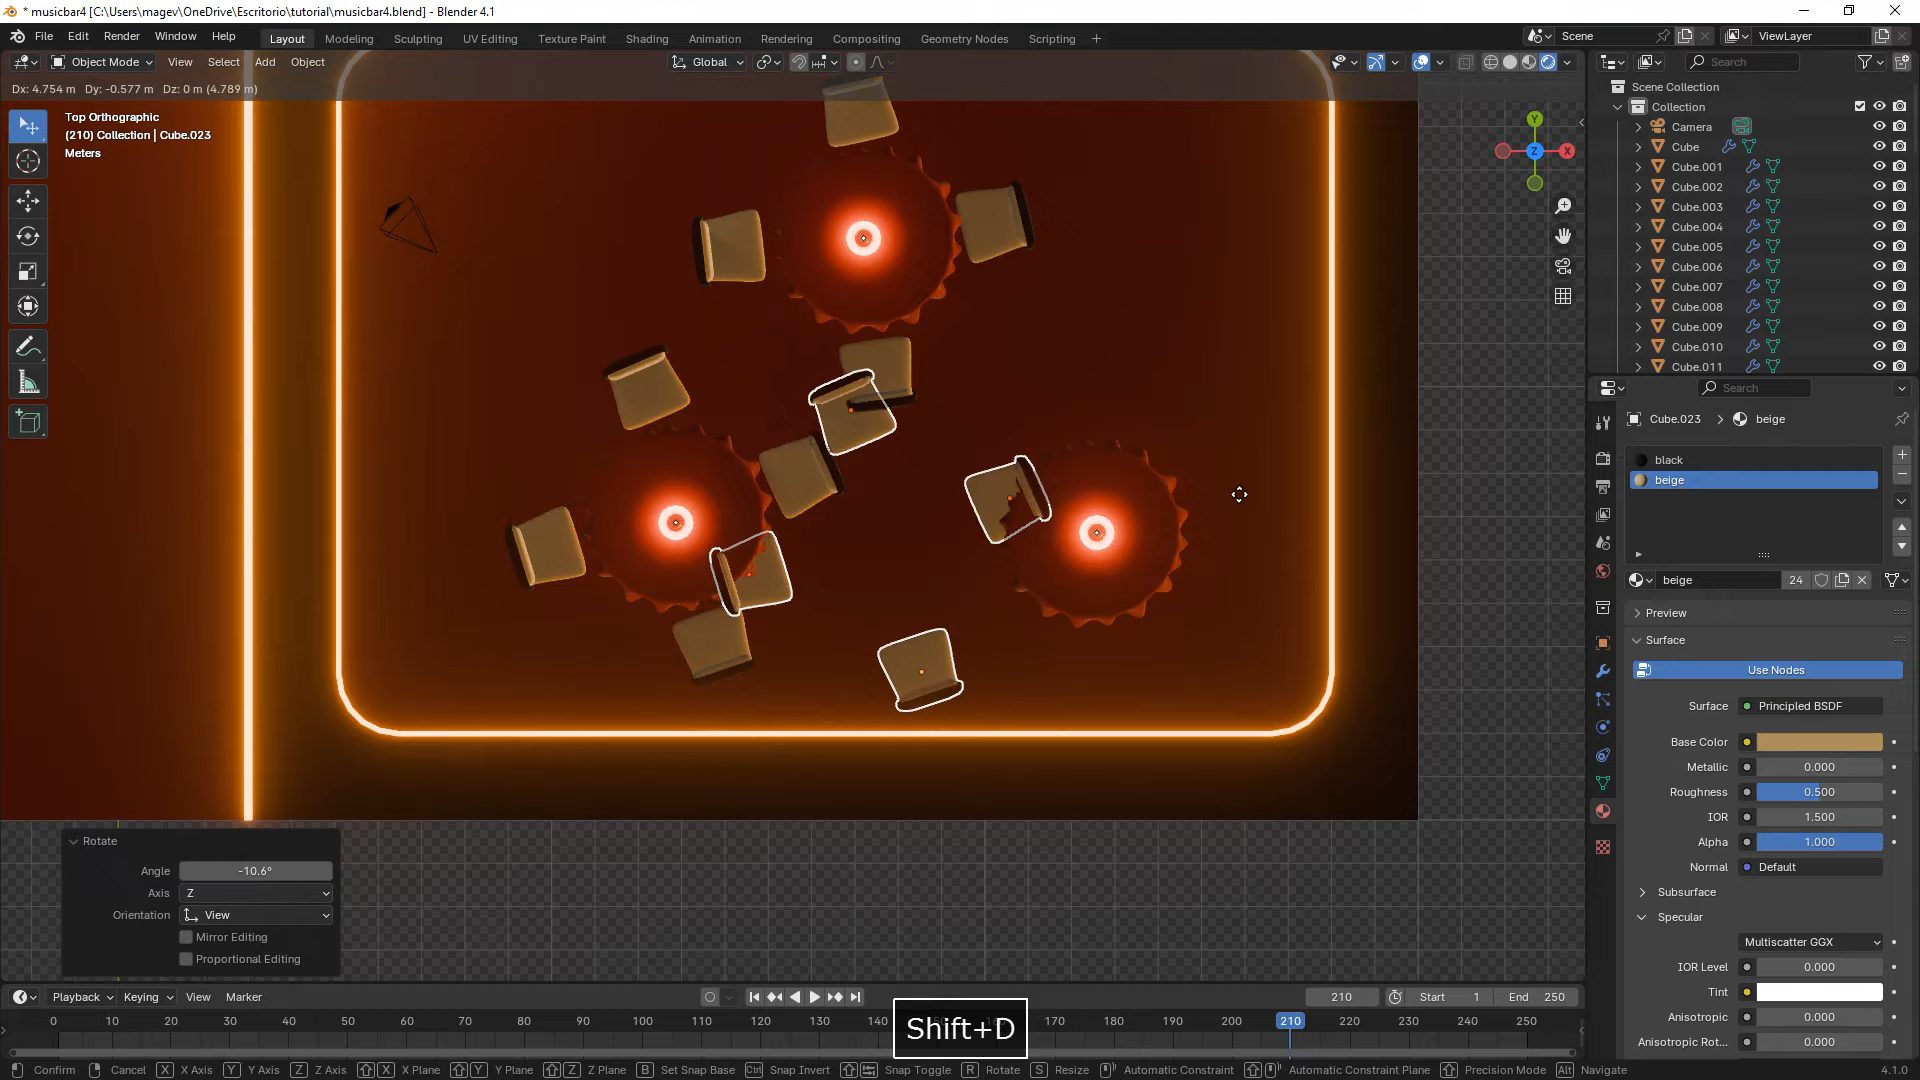 * musicbar4 [C:\Users\magev\OneDrive\Escritorio\tutorial\musicbar4.blend] - Blender 4.1
File Edit Render Window Help
Layout Modeling Sculpting UV Editing Texture Paint Shading Animation Rendering Compositing Geometry Nodes Scripting +
Scene
ViewLayer
Object Mode View Select Add Object
Global
Search
Dx: 4.754 m Dy: -0.577 m Dz: 0 m (4.789 m)
Top Orthographic
(210) Collection | Cube.023
Meters
Y
X
Z
Scene Collection
Collection
Camera
Cube
Cube.001
Cube.002
Cube.003
Cube.004
Cube.005
Cube.006
Cube.007
Cube.008
Cube.009
Cube.010
Cube.011
Search
Cube.023 > beige
black
beige
beige 24
Preview
Surface
Use Nodes
Surface Principled BSDF
Base Color
Metallic 0.000
Roughness 0.500
IOR 1.500
Alpha 1.000
Normal Default
Subsurface
Specular
Multiscatter GGX
IOR Level 0.000
Tint
Anisotropic 0.000
Anisotropic Rot... 0.000
Rotate
Angle -10.6°
Axis Z
Orientation View
Mirror Editing
Proportional Editing
Playback Keying View Marker
210 Start 1 End 250
0 10 20 30 40 50 60 70 80 90 100 110 120 130 140 150 160 170 180 190 200 210 220 230 240 250
Shift+D
Confirm Cancel X X Axis Y Y Axis Z Z Axis X X Plane Y Y Plane Z Z Plane B Set Snap Base Ctrl Snap Invert Snap Toggle R Rotate S Resize Automatic Constraint Automatic Constraint Plane Precision Mode Alt Navigate 4.1.0